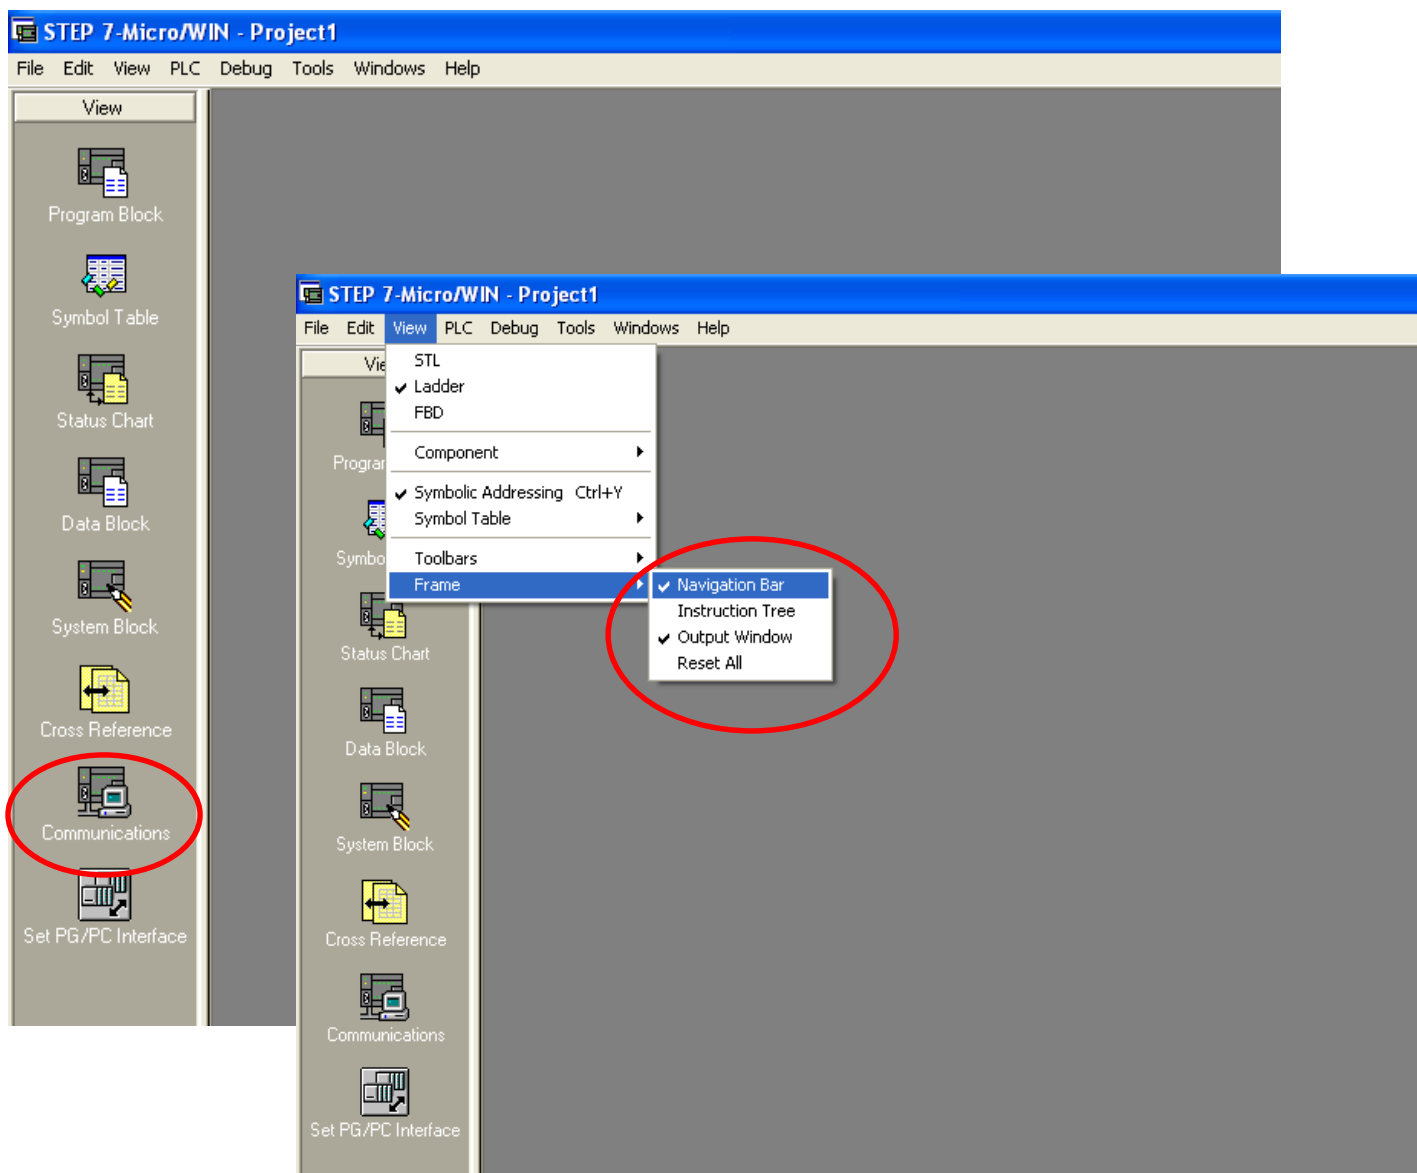 STEP 7-Micro/WIN - Project1
File Edit View PLC Debug Tools Windows Help
View
Program Block
Symbol Table
Status Chart
Data Block
System Block
Cross Reference
Communications
Set PG/PC Interface
STEP 7-Micro/WIN - Project1
File Edit View PLC Debug Tools Windows Help
Vie
STL
Ladder
FBD
Component
Symbolic Addressing Ctrl+Y
Symbol Table
Toolbars
Frame
Navigation Bar
Instruction Tree
Output Window
Reset All
Progra
Symbo
Status Chart
Data Block
System Block
Cross Reference
Communications
Set PG/PC Interface